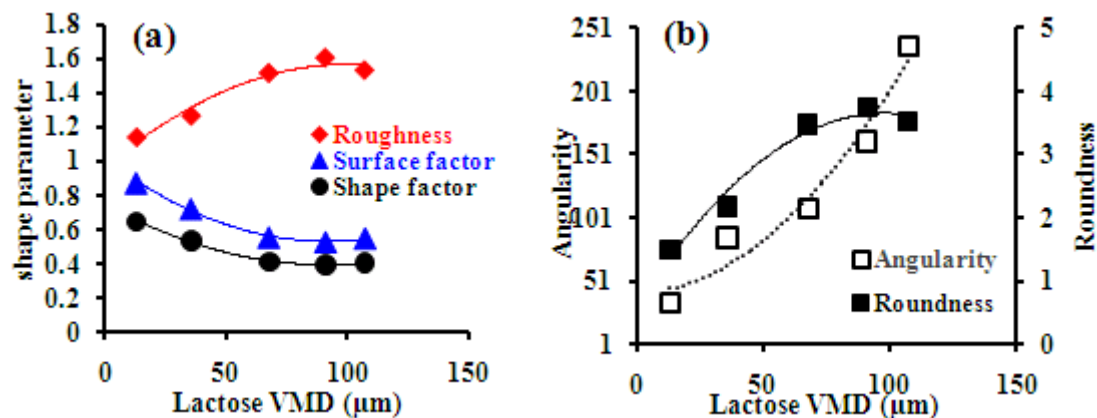 (a)
shape parameter
1.8
1.6
1.4
1.2
1
0.8
0.6
0.4
0.2
0
Roughness
Surface factor
Shape factor
0
50
100
150
Lactose VMD (µm)
(b)
Angularity
251
201
151
101
51
1
Angularity
Roundness
5
4
3
2
1
0
Roundness
0
50
100
150
Lactose VMD (µm)